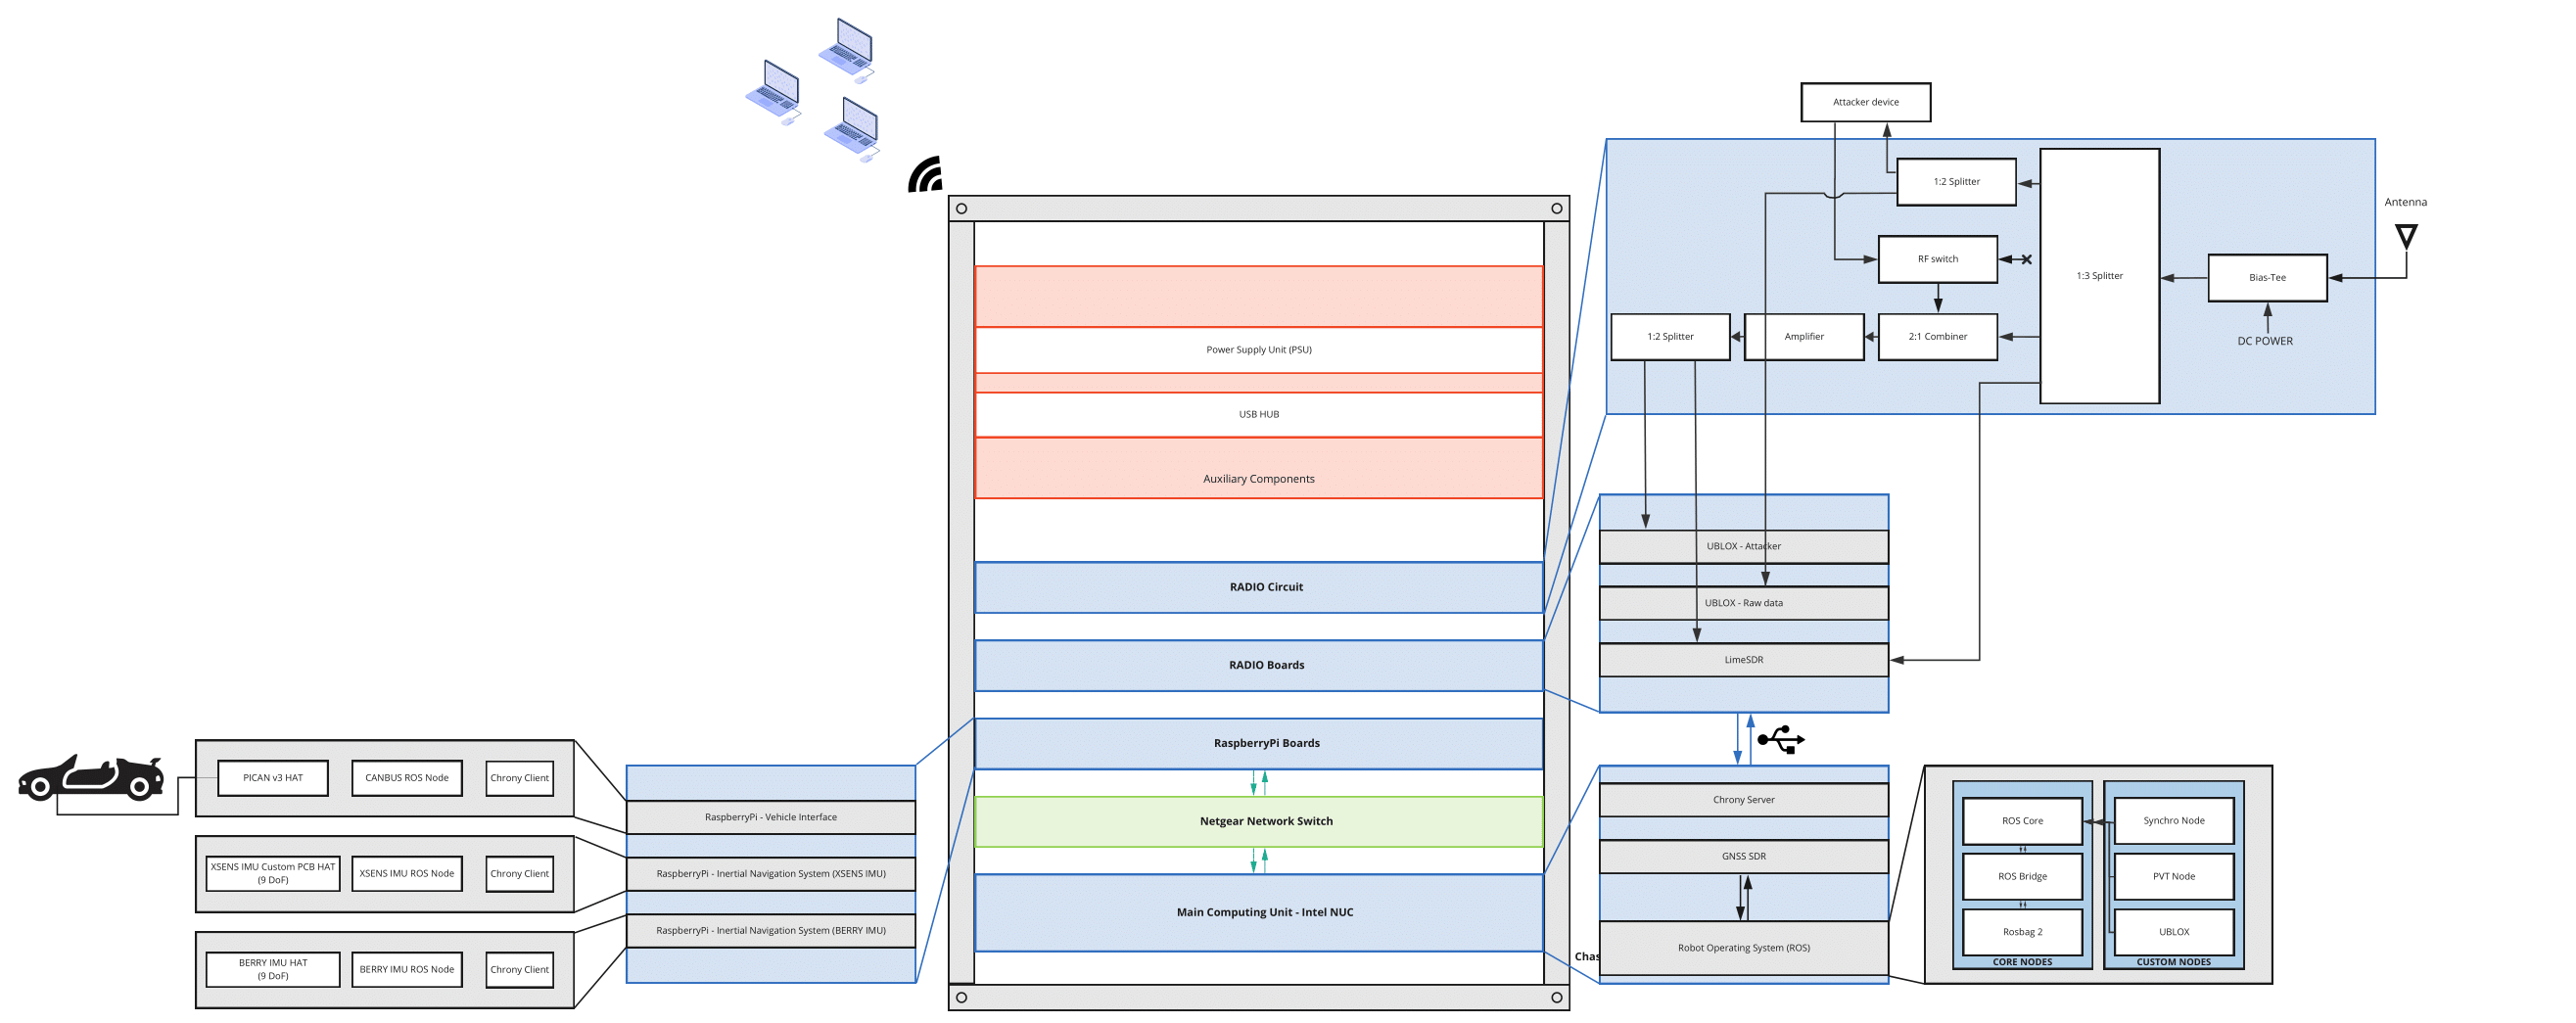 Attacker device
1:2 Splitter
Antenna
RF switch
1:3 Splitter
Bias-Tee
1:2 Splitter
Amplifier
2:1 Combiner
DC POWER
Power Supply Unit (PSU)
USB HUB
Auxiliary Components
RADIO Circuit
RADIO Boards
RaspberryPi Boards
Netgear Network Switch
Main Computing Unit - Intel NUC
Chas
UBLOX - Attacker
UBLOX - Raw data
LimeSDR
Chrony Server
GNSS SDR
Robot Operating System (ROS)
ROS Core
ROS Bridge
Rosbag 2
CORE NODES
Synchro Node
PVT Node
UBLOX
CUSTOM NODES
PICAN v3 HAT
CANBUS ROS Node
Chrony Client
XSENS IMU Custom PCB HAT
(9 DoF)
XSENS IMU ROS Node
Chrony Client
BERRY IMU HAT
(9 DoF)
BERRY IMU ROS Node
Chrony Client
RaspberryPi - Vehicle Interface
RaspberryPi - Inertial Navigation System (XSENS IMU)
RaspberryPi - Inertial Navigation System (BERRY IMU)